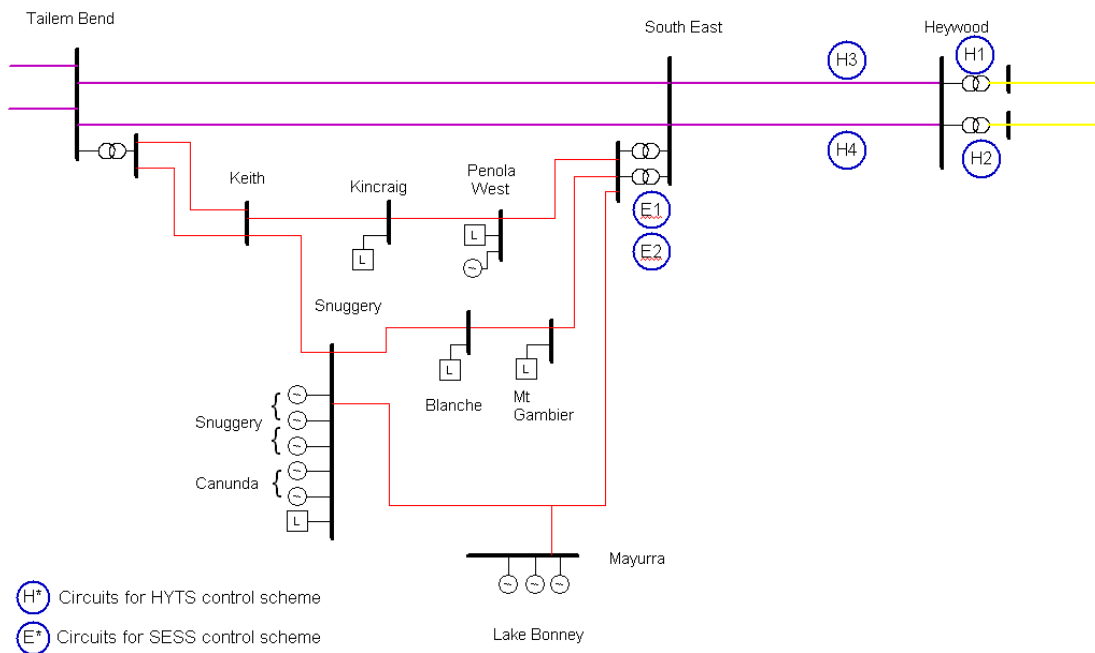 Tailem Bend
South East
Heywood
H3
H1
H4
H2
Keith
Kincraig
Penola
West
L
L
E1
E2
Snuggery
L
L
Blanche
Mt
Gambier
Snuggery
Canunda
L
Mayurra
Lake Bonney
H* Circuits for HYTS control scheme
E* Circuits for SESS control scheme